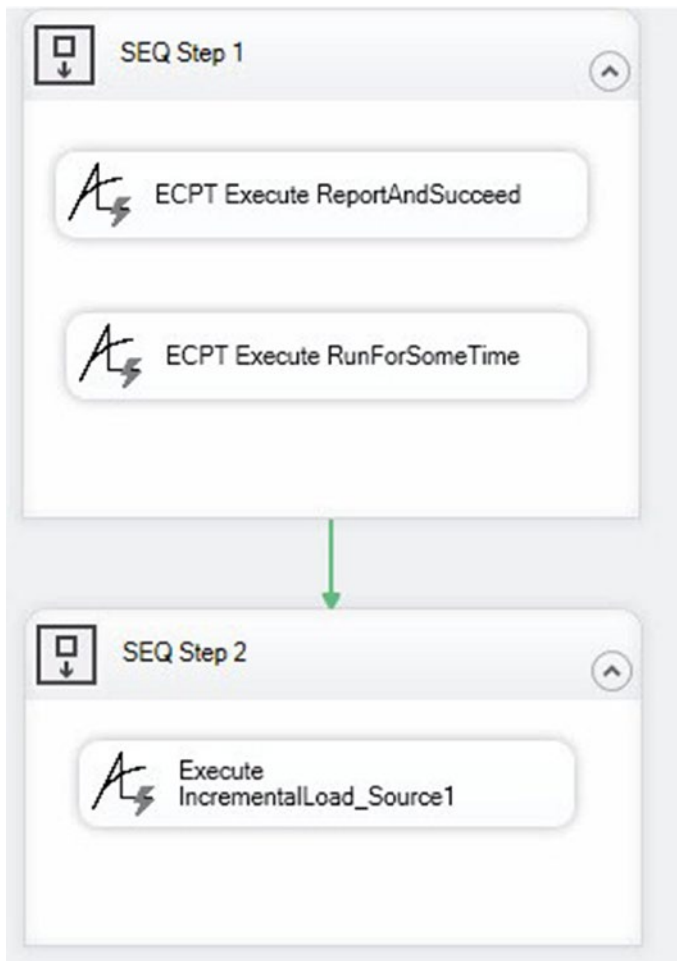 SEQ Step 1
ECPT Execute ReportAndSucceed
ECPT Execute RunForSomeTime
SEQ Step 2
Execute
IncrementalLoad_Source1